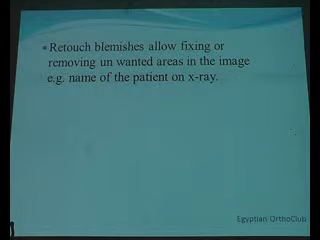 • Retouch blemishes allow fixing or
removing un wanted areas in the image
e.g. name of the patient on x-ray.
Egyptian OrthoClub